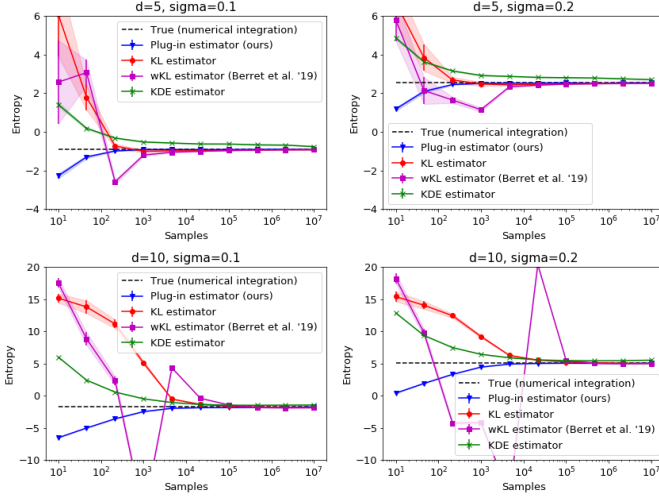 d=5, sigma=0.1
6
4
2
0
−2
−4
Entropy
True (numerical integration)
Plug-in estimator (ours)
KL estimator
wKL estimator (Berret et al. '19)
KDE estimator
10¹ 10² 10³ 10⁴ 10⁵ 10⁶ 10⁷
Samples
d=5, sigma=0.2
6
4
2
0
−2
−4
Entropy
True (numerical integration)
Plug-in estimator (ours)
KL estimator
wKL estimator (Berret et al. '19)
KDE estimator
10¹ 10² 10³ 10⁴ 10⁵ 10⁶ 10⁷
Samples
d=10, sigma=0.1
20
15
10
5
0
−5
−10
Entropy
True (numerical integration)
Plug-in estimator (ours)
KL estimator
wKL estimator (Berret et al. '19)
KDE estimator
10¹ 10² 10³ 10⁴ 10⁵ 10⁶ 10⁷
Samples
d=10, sigma=0.2
20
15
10
5
0
−5
−10
Entropy
True (numerical integration)
Plug-in estimator (ours)
KL estimator
wKL estimator (Berret et al. '19)
KDE estimator
10¹ 10² 10³ 10⁴ 10⁵ 10⁶ 10⁷
Samples